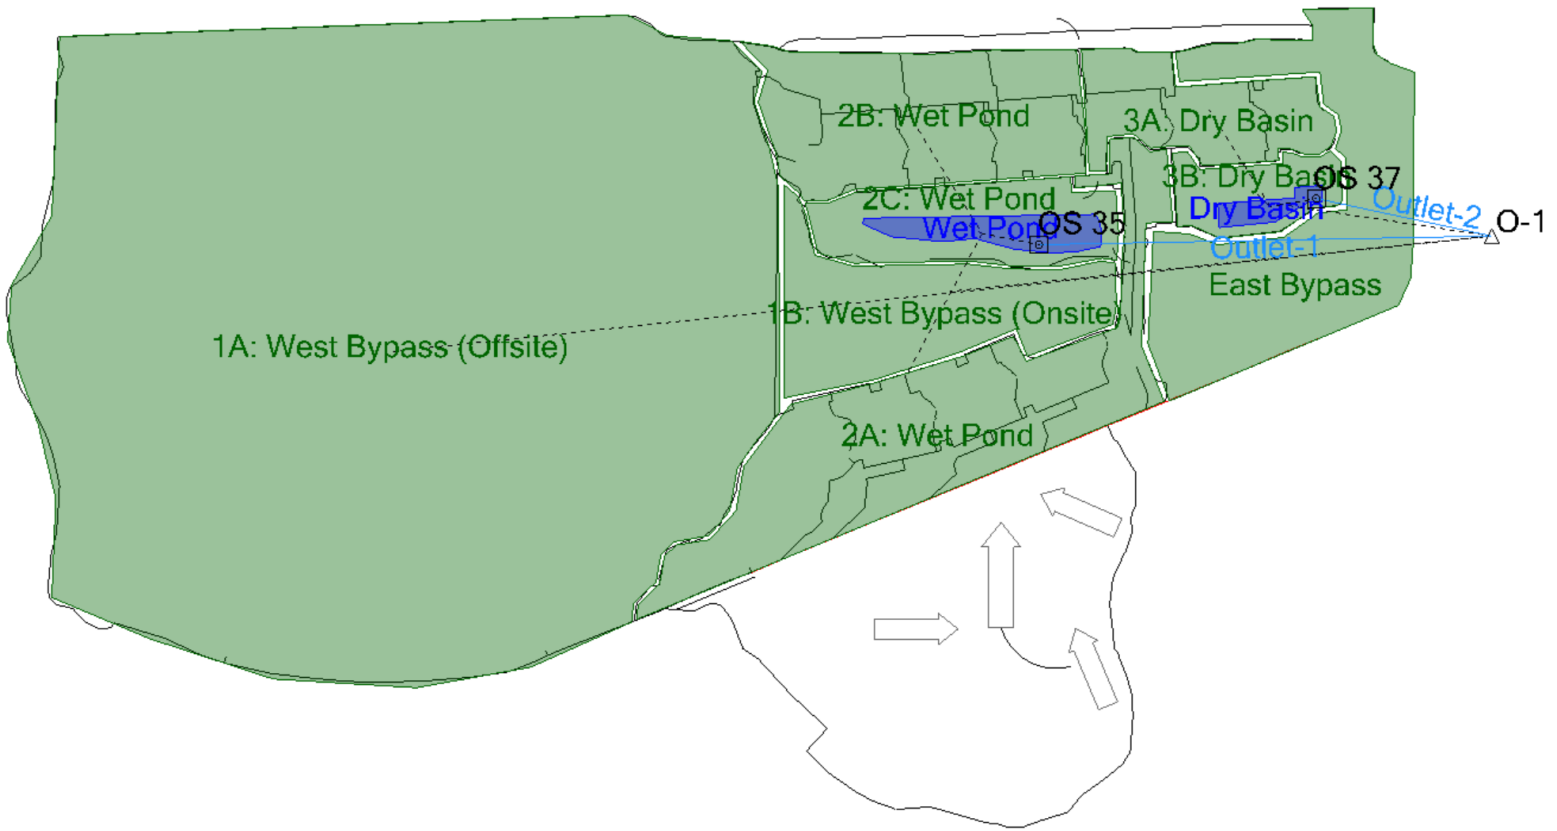 2B: Wet Pond
3A: Dry Basin
3B: Dry Basin
OS 37
2C: Wet Pond
Dry Basin
Outlet-2
Wet Pond
OS 35
O-1
Outlet-1
East Bypass
1B: West Bypass (Onsite)
1A: West Bypass (Offsite)
2A: Wet Pond